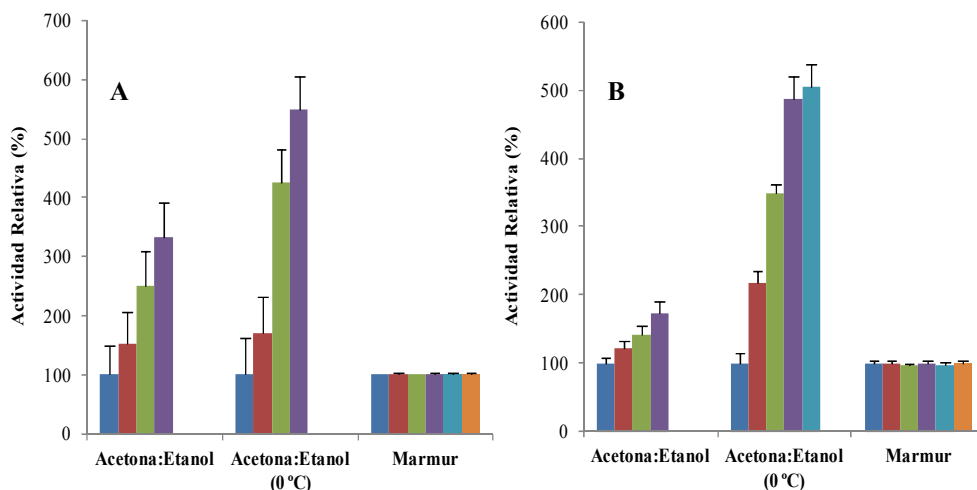 A
Actividad Relativa (%)
700
600
500
400
300
200
100
0
Acetona:Etanol
Acetona:Etanol
(0 ºC)
Marmur
B
Actividad Relativa (%)
600
500
400
300
200
100
0
Acetona:Etanol
Acetona:Etanol
(0 ºC)
Marmur